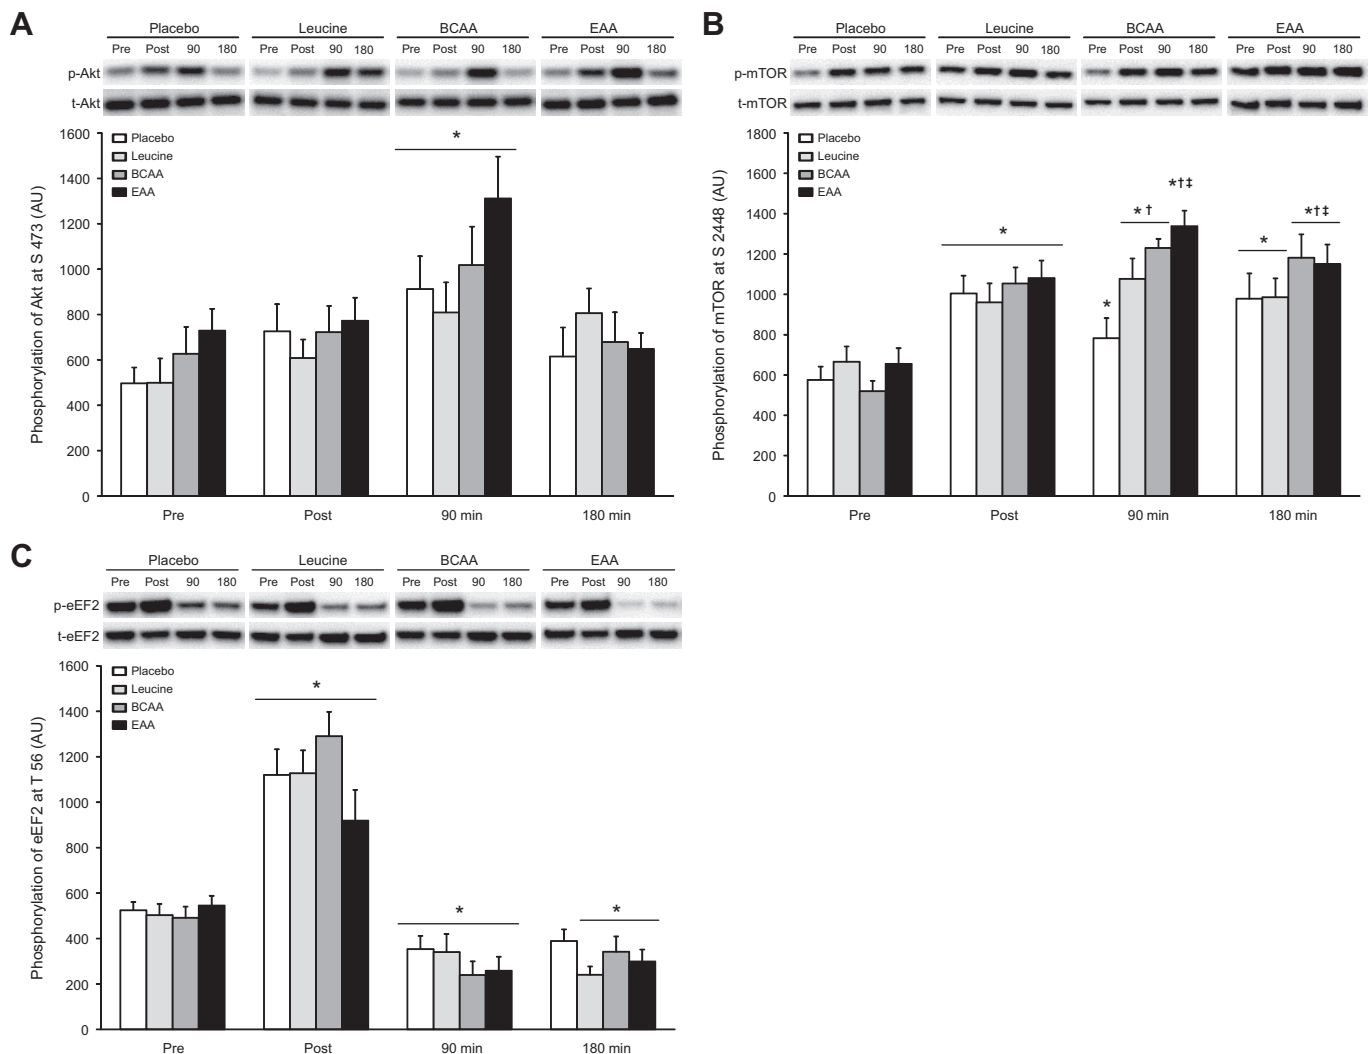 A
Placebo Leucine BCAA EAA
Pre Post 90 180 Pre Post 90 180 Pre Post 90 180 Pre Post 90 180
p-Akt
t-Akt
1600
1400
1200
1000
800
600
400
200
0
Phosphorylation of Akt at S 473 (AU)
Placebo
Leucine
BCAA
EAA
*
Pre Post 90 min 180 min
B
Placebo Leucine BCAA EAA
Pre Post 90 180 Pre Post 90 180 Pre Post 90 180 Pre Post 90 180
p-mTOR
t-mTOR
1800
1600
1400
1200
1000
800
600
400
200
0
Phosphorylation of mTOR at S 2448 (AU)
Placebo
Leucine
BCAA
EAA
*
*
* †
*†‡
*
*†‡
Pre Post 90 min 180 min
C
Placebo Leucine BCAA EAA
Pre Post 90 180 Pre Post 90 180 Pre Post 90 180 Pre Post 90 180
p-eEF2
t-eEF2
1600
1400
1200
1000
800
600
400
200
0
Phosphorylation of eEF2 at T 56 (AU)
Placebo
Leucine
BCAA
EAA
*
*
*
Pre Post 90 min 180 min